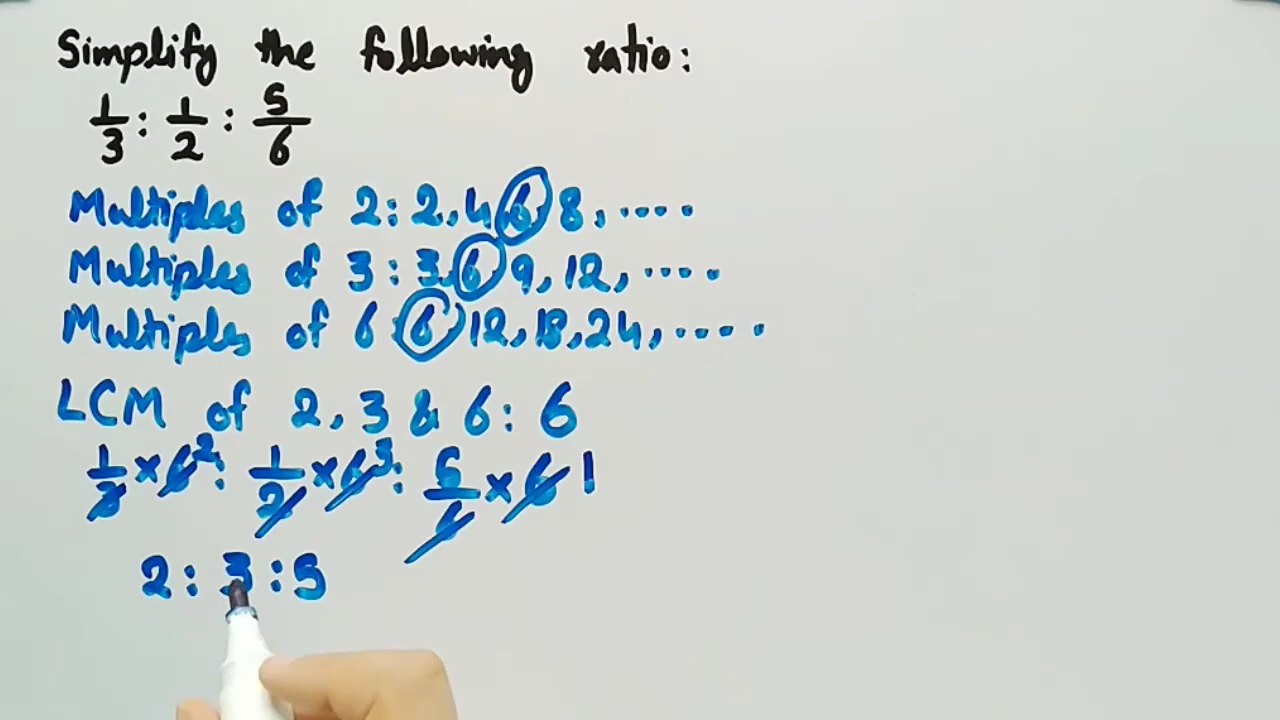 Simplify the following ratio:
1/3 : 1/2 : 5/6
Multiples of 2 : 2, 4, 6, 8, ....
Multiples of 3 : 3, 6, 9, 12, ....
Multiples of 6 : 6, 12, 18, 24, ....
LCM of 2, 3 & 6 : 6
1/3 × 6 2 : 1/2 × 6 3 : 5/6 × 6 1
2 : 3 : 5